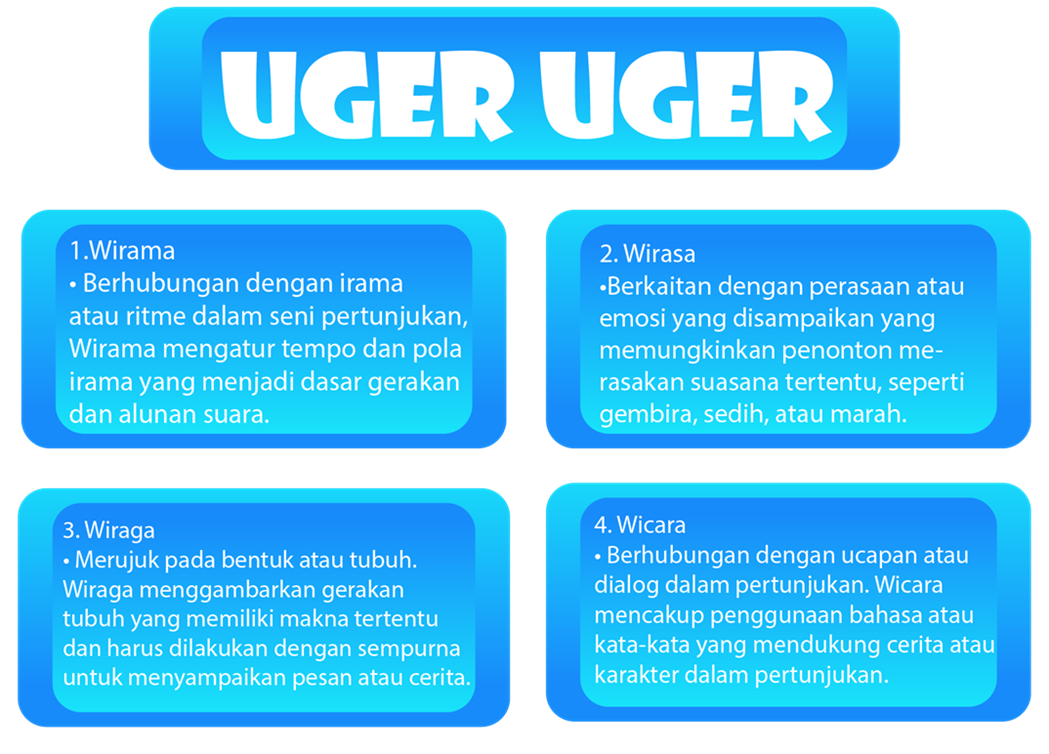 UGER UGER
1.Wirama
• Berhubungan dengan irama
atau ritme dalam seni pertunjukan,
Wirama mengatur tempo dan pola
irama yang menjadi dasar gerakan
dan alunan suara.
2. Wirasa
•Berkaitan dengan perasaan atau
emosi yang disampaikan yang
memungkinkan penonton me-
rasakan suasana tertentu, seperti
gembira, sedih, atau marah.
3. Wiraga
• Merujuk pada bentuk atau tubuh.
Wiraga menggambarkan gerakan
tubuh yang memiliki makna tertentu
dan harus dilakukan dengan sempurna
untuk menyampaikan pesan atau cerita.
4. Wicara
• Berhubungan dengan ucapan atau
dialog dalam pertunjukan. Wicara
mencakup penggunaan bahasa atau
kata-kata yang mendukung cerita atau
karakter dalam pertunjukan.